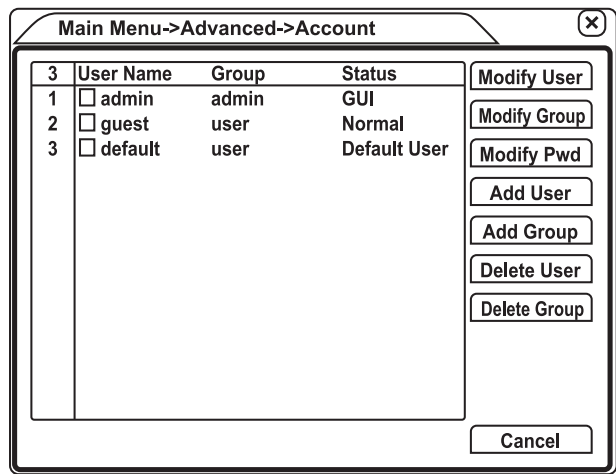 Main Menu->Advanced->Account
3 User Name Group Status
1 admin admin GUI
2 guest user Normal
3 default user Default User
Modify User
Modify Group
Modify Pwd
Add User
Add Group
Delete User
Delete Group
Cancel